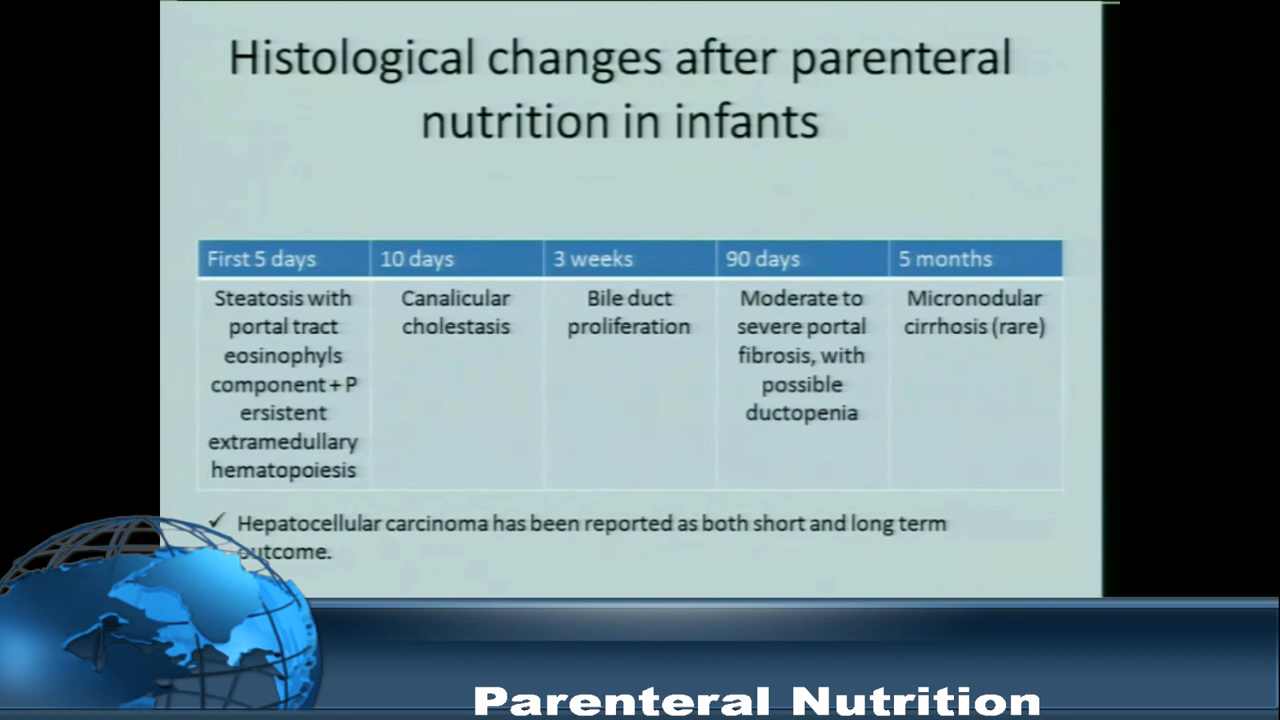 Histological changes after parenteral
nutrition in infants
First 5 days
10 days
3 weeks
90 days
5 months
Steatosis with
portal tract
eosinophyls
component + P
ersistent
extramedullary
hematopoiesis
Canalicular
cholestasis
Bile duct
proliferation
Moderate to
severe portal
fibrosis, with
possible
ductopenia
Micronodular
cirrhosis (rare)
✓ Hepatocellular carcinoma has been reported as both short and long term
outcome.
Parenteral Nutrition